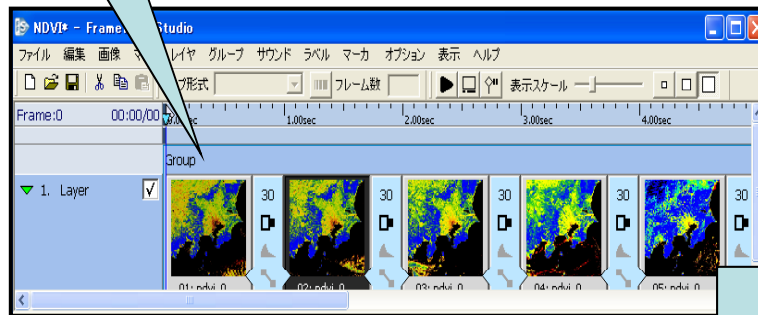 NDVI* - Frame Studio
ファイル 編集 画像 レイヤ グループ サウンド ラベル マーカ オプション 表示 ヘルプ
形式 フレーム数 表示スケール
Frame:0 00:00/00 1.00sec 2.00sec 3.00sec 4.00sec
Group
1. Layer 30 30 30 30 30
01: ndvi_0 02: ndvi_0 03: ndvi_0 04: ndvi_0 05: ndvi_0